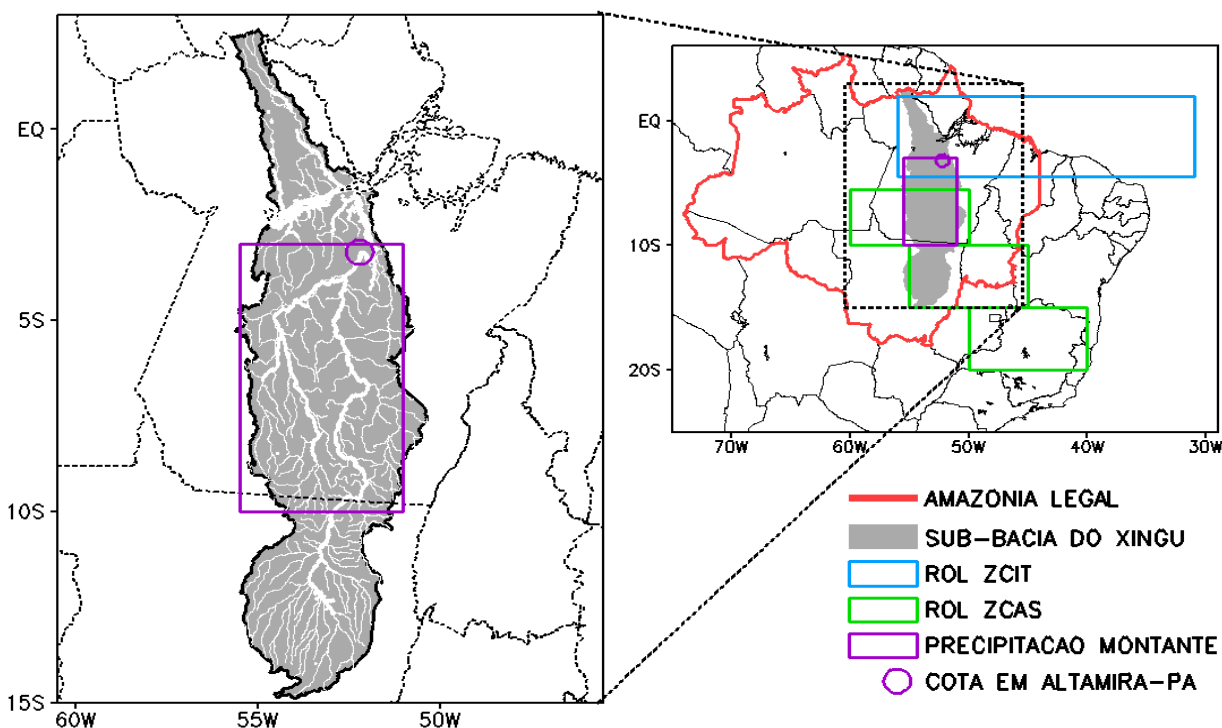 EQ
5S
10S
15S
60W
55W
50W
EQ
10S
20S
70W
60W
50W
40W
30W
AMAZONIA LEGAL
SUB-BACIA DO XINGU
ROL ZCIT
ROL ZCAS
PRECIPITACAO MONTANTE
COTA EM ALTAMIRA-PA